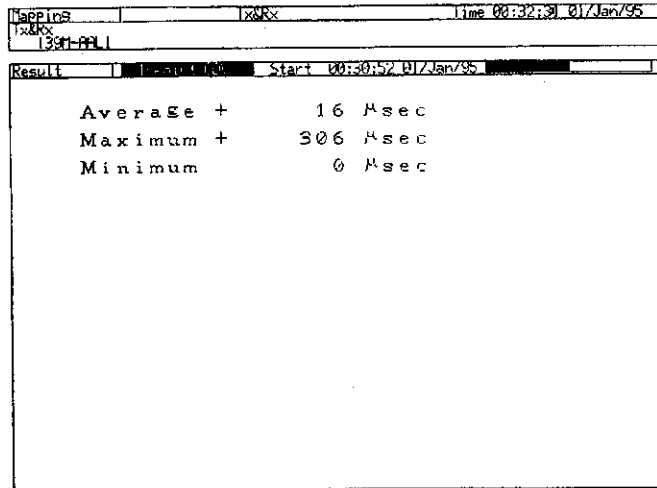 Mapping Tx&Rx Time 00:32:31 01/Jan/95
Tx&Rx
139M-AAL1
Result Start 00:30:52 01/Jan/95
Average + 16 μsec
Maximum + 306 μsec
Minimum 0 μsec